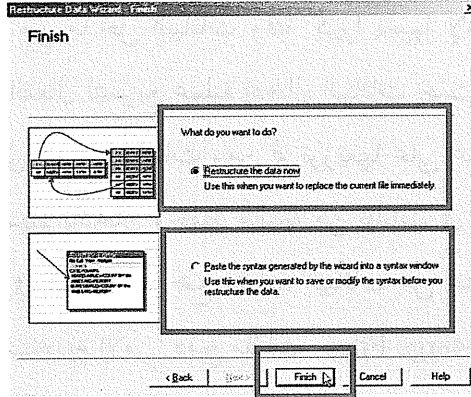 Restructure Data Wizard - Finish
Finish
What do you want to do?
Restructure the data now
Use this when you want to replace the current file immediately.
Paste the syntax generated by the wizard into a syntax window
Use this when you want to save or modify the syntax before you
restructure the data.
< Back Next > Finish Cancel Help